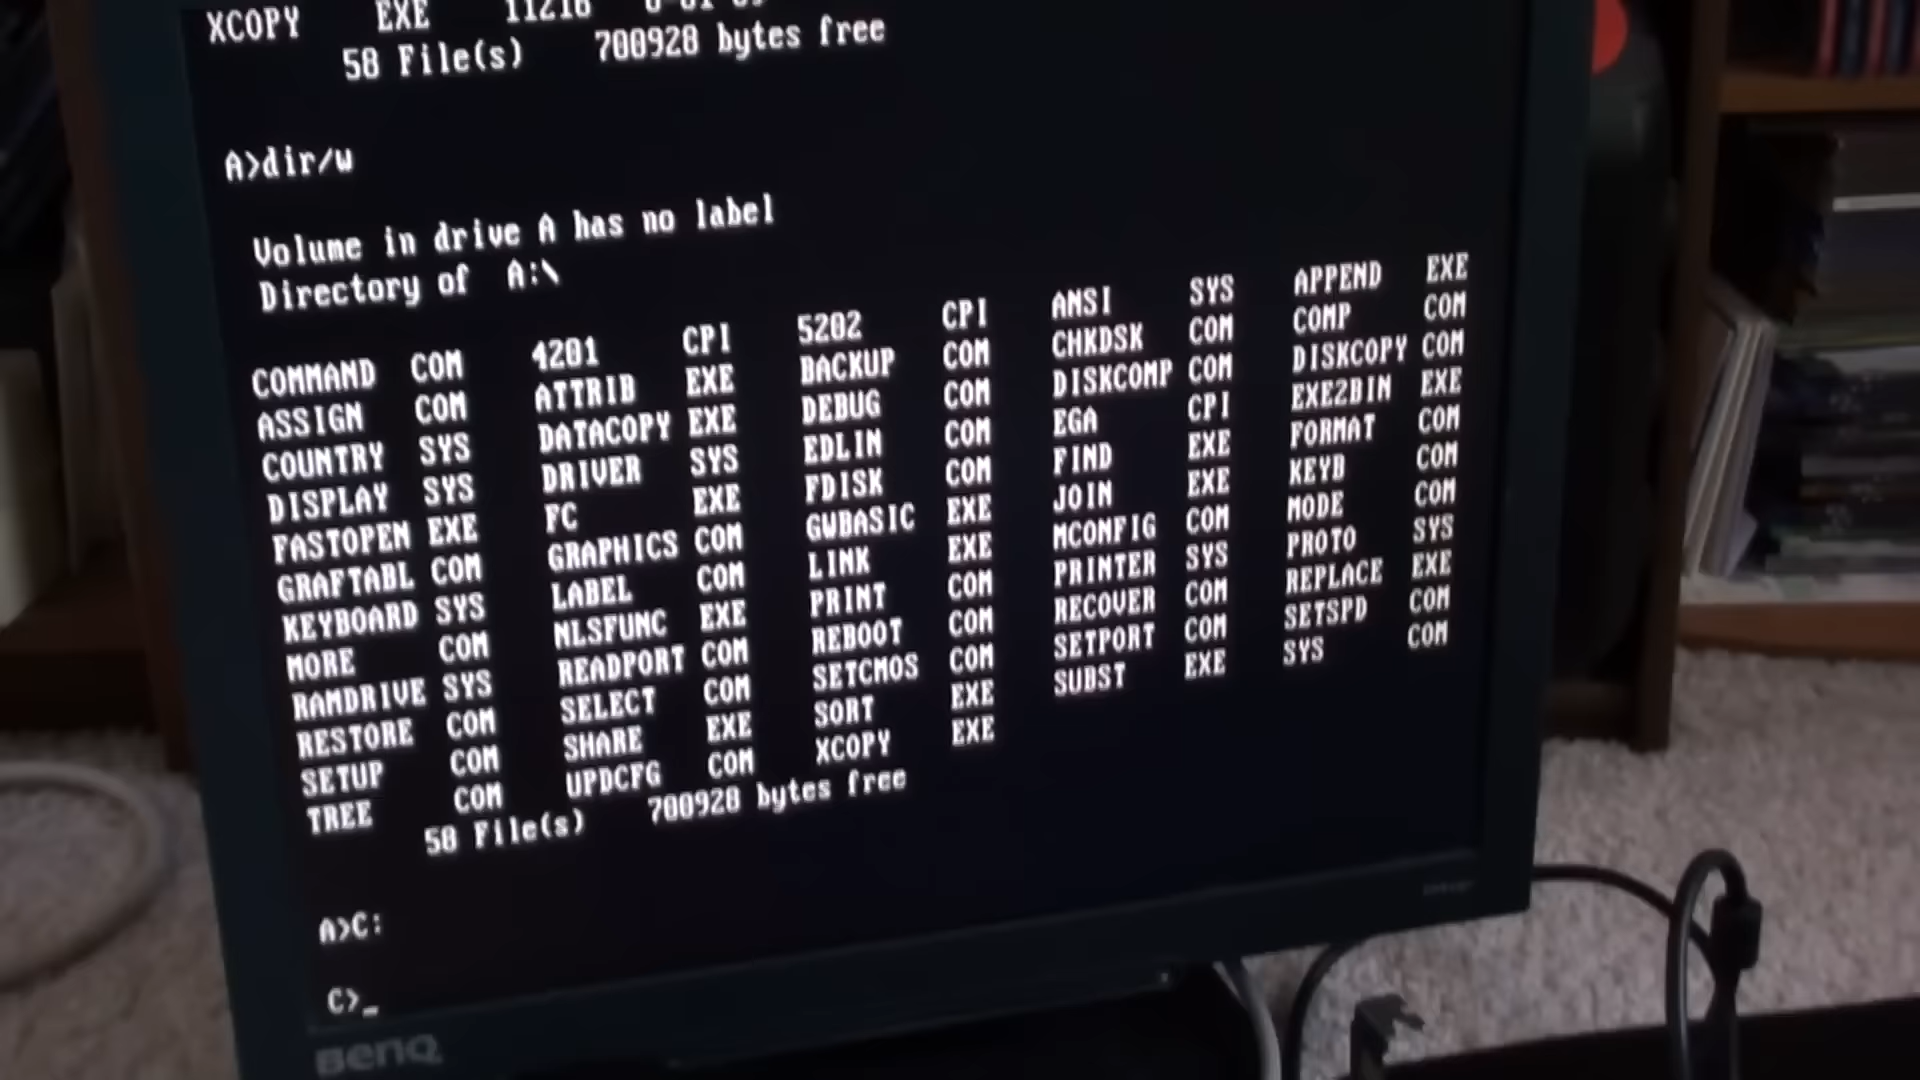 XCOPY EXE 11216
58 File(s) 700928 bytes free
A>dir/w
Volume in drive A has no label
Directory of A:\
COMMAND COM 4201 CPI 5202 CPI ANSI SYS APPEND EXE
ASSIGN COM ATTRIB EXE BACKUP COM CHKDSK COM COMP COM
COUNTRY SYS DATACOPY EXE DEBUG COM DISKCOMP COM DISKCOPY COM
DISPLAY SYS DRIVER SYS EDLIN COM EGA CPI EXE2BIN EXE
FASTOPEN EXE FC EXE FDISK COM FIND EXE FORMAT COM
GRAFTABL COM GRAPHICS COM GWBASIC EXE JOIN EXE KEYB COM
KEYBOARD SYS LABEL COM LINK EXE MCONFIG COM MODE COM
MORE COM NLSFUNC EXE PRINT COM PRINTER SYS PROTO SYS
RAMDRIVE SYS READPORT COM REBOOT COM RECOVER COM REPLACE EXE
RESTORE COM SELECT COM SETCMOS COM SETPORT COM SETSPD COM
SETUP COM SHARE EXE SORT EXE SUBST EXE SYS COM
TREE COM UPDCFG COM XCOPY EXE
58 File(s) 700928 bytes free
A>C:
C>_
BenQ